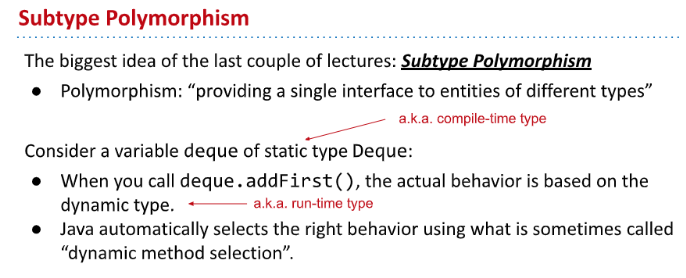 Subtype Polymorphism
The biggest idea of the last couple of lectures: Subtype Polymorphism
● Polymorphism: “providing a single interface to entities of different types”
a.k.a. compile-time type
Consider a variable deque of static type Deque:
● When you call deque.addFirst(), the actual behavior is based on the
dynamic type.
a.k.a. run-time type
● Java automatically selects the right behavior using what is sometimes called
“dynamic method selection”.